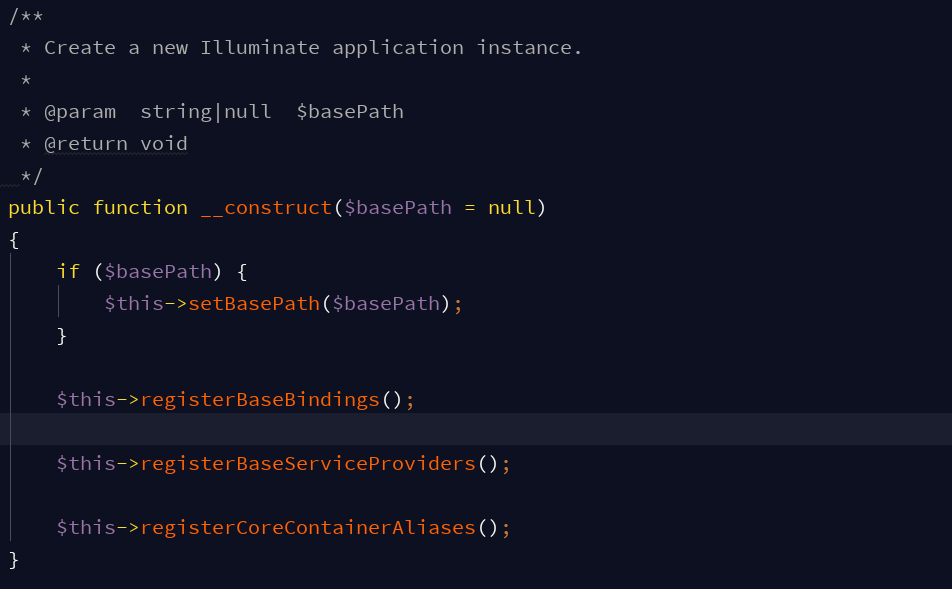 /**
 * Create a new Illuminate application instance.
 *
 * @param  string|null  $basePath
 * @return void
 */
public function __construct($basePath = null)
{
    if ($basePath) {
        $this->setBasePath($basePath);
    }

    $this->registerBaseBindings();

    $this->registerBaseServiceProviders();

    $this->registerCoreContainerAliases();
}